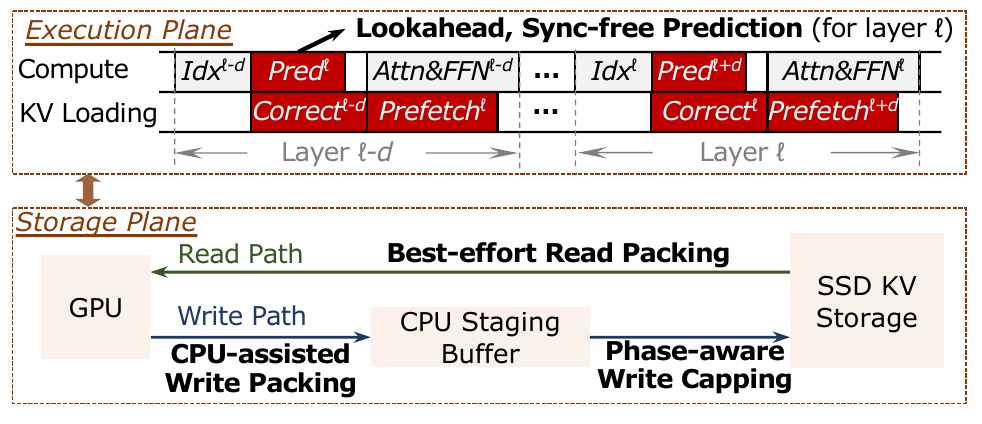 Execution Plane
Lookahead, Sync-free Prediction (for layer ℓ)
Compute Idxℓ-d Predℓ Attn&FFNℓ-d ... Idxℓ Predℓ+d Attn&FFNℓ
KV Loading Correctℓ-d Prefetchℓ ... Correctℓ Prefetchℓ+d
Layer ℓ-d Layer ℓ
Storage Plane
Read Path Best-effort Read Packing
GPU
SSD KV
Storage
Write Path
CPU Staging
Buffer
CPU-assisted
Write Packing
Phase-aware
Write Capping